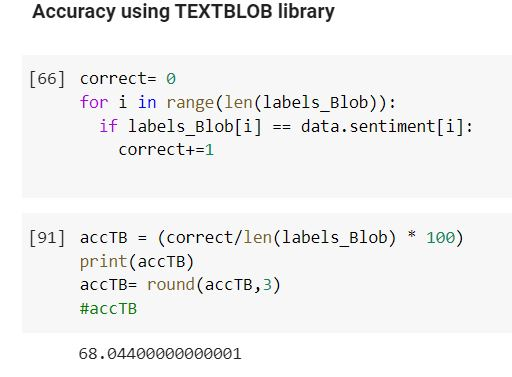 Accuracy using TEXTBLOB library
[66] correct= 0
for i in range(len(labels_Blob)):
if labels_Blob[i] == data.sentiment[i]:
correct+=1
[91] accTB = (correct/len(labels_Blob) * 100)
print(accTB)
accTB= round(accTB,3)
#accTB
68.04400000000001